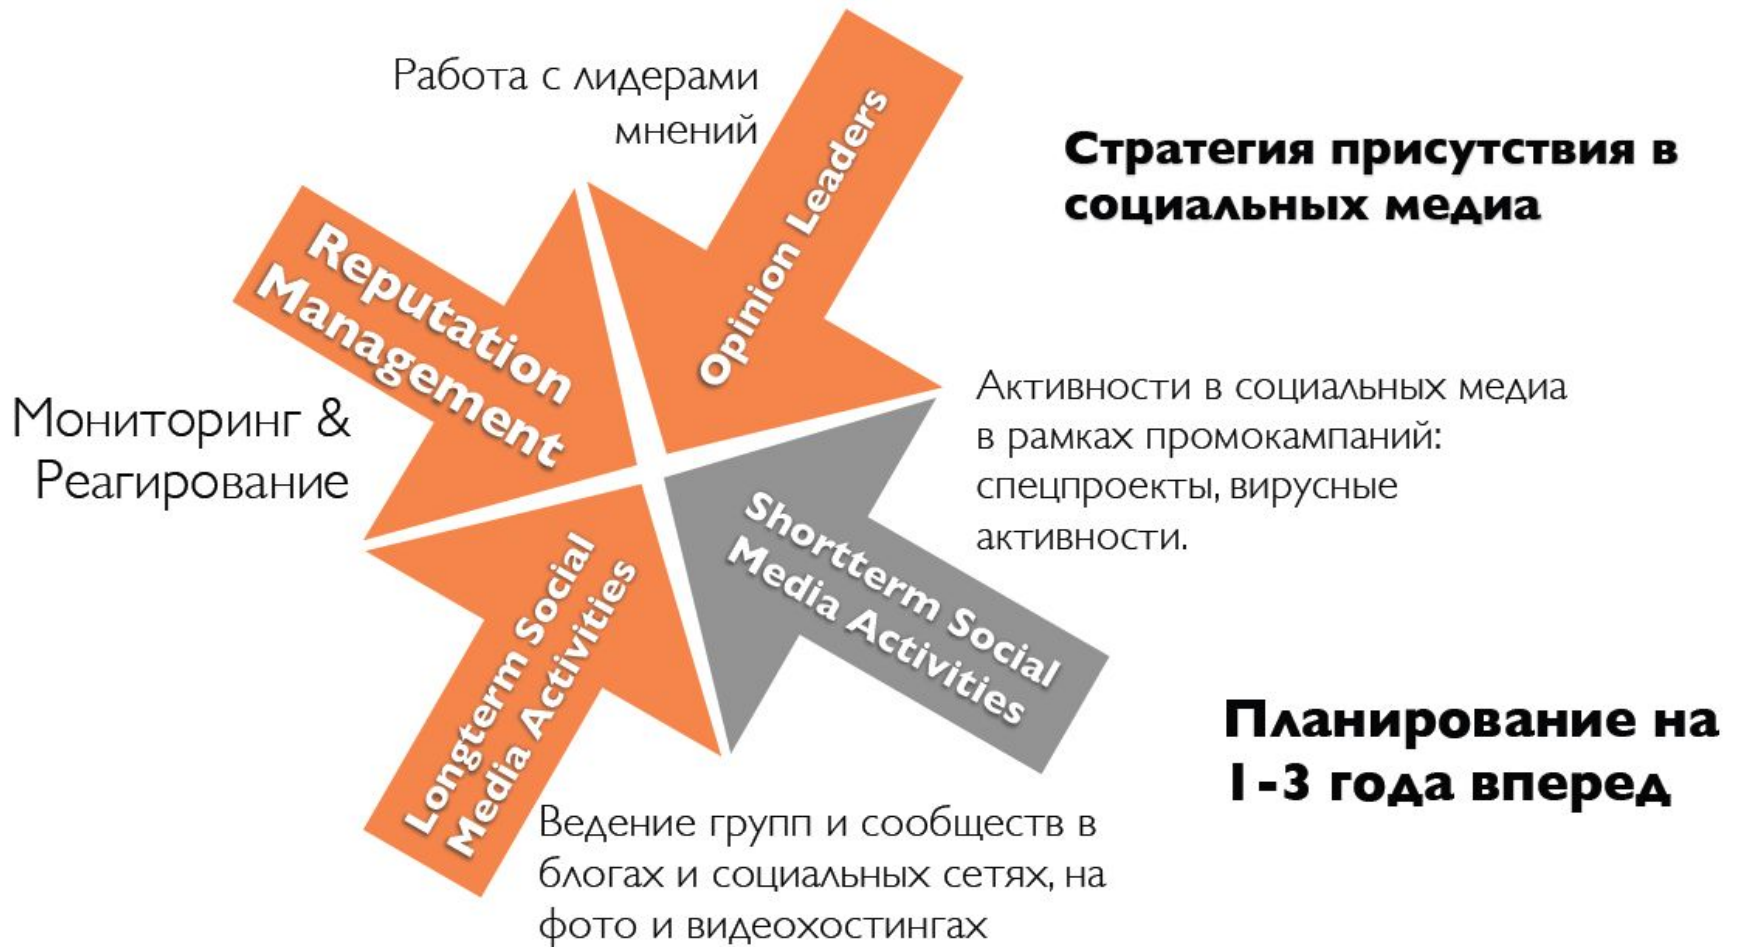 Работа с лидерами
мнений
Opinion Leaders
Стратегия присутствия в
социальных медиа
Reputation
Management
Мониторинг &
Реагирование
Активности в социальных медиа
в рамках промокампаний:
спецпроекты, вирусные
активности.
Shortterm Social
Media Activities
Longterm Social
Media Activities
Планирование на
1-3 года вперед
Ведение групп и сообществ в
блогах и социальных сетях, на
фото и видеохостингах